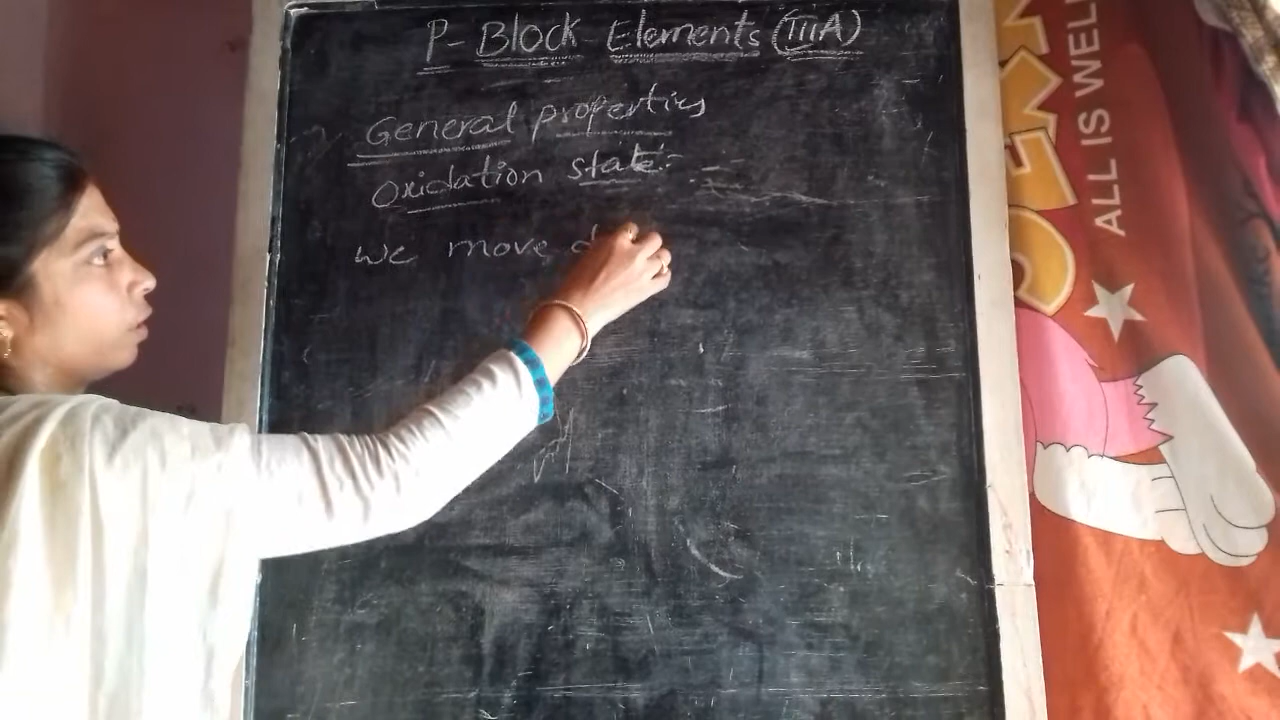 P-Block Elements (IIIA)
General properties
Oxidation state:-
we move d
ALL IS WELL